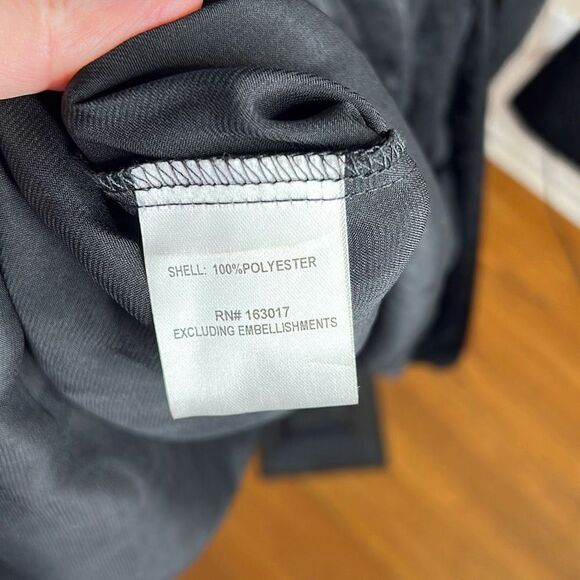 SHELL: 100%POLYESTER
RN# 163017
EXCLUDING EMBELLISHMENTS